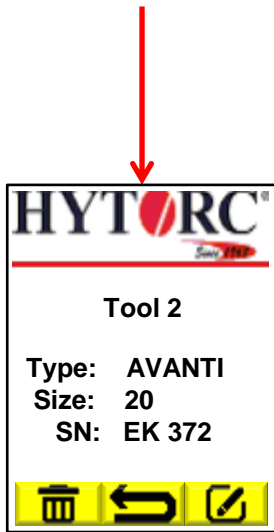 HYTORC®
Since 1968
Tool 2
Type: AVANTI
Size: 20
SN: EK 372